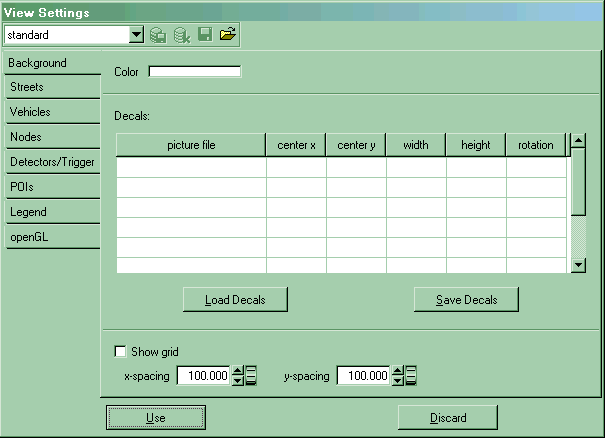 View Settings
standard
Background
Streets
Vehicles
Nodes
Detectors/Trigger
POIs
Legend
openGL
Color
Decals:
picture file center x center y width height rotation
Load Decals Save Decals
Show grid
x-spacing 100.000 y-spacing 100.000
Use Discard